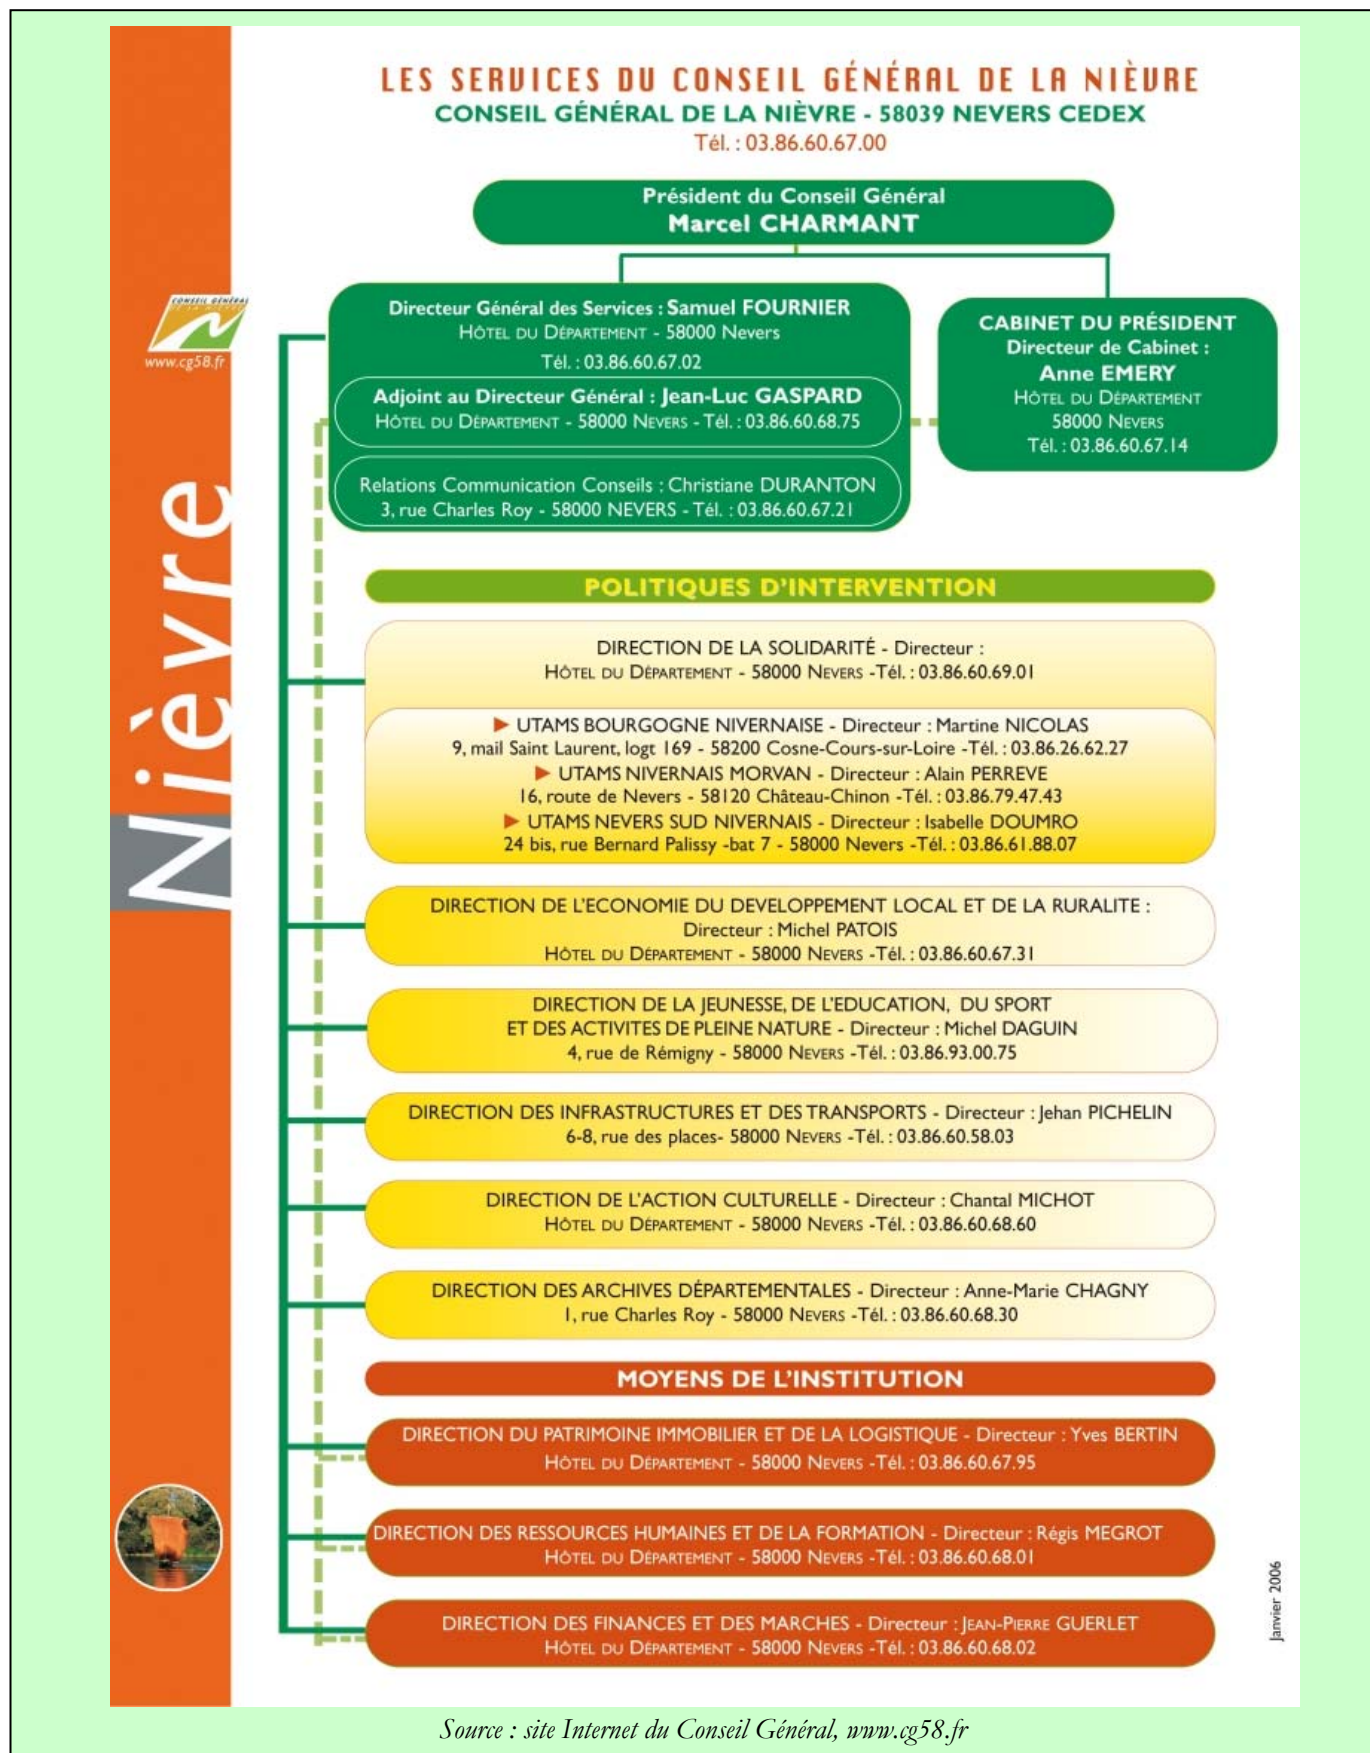 LES SERVICES DU CONSEIL GÉNÉRAL DE LA NIÈVRE
CONSEIL GÉNÉRAL DE LA NIÈVRE - 58039 NEVERS CEDEX
Tél. : 03.86.60.67.00
Président du Conseil Général
Marcel CHARMANT
Directeur Général des Services : Samuel FOURNIER
HÔTEL DU DÉPARTEMENT - 58000 Nevers
Tél. : 03.86.60.67.02
Adjoint au Directeur Général : Jean-Luc GASPARD
HÔTEL DU DÉPARTEMENT - 58000 NEVERS - Tél. : 03.86.60.68.75
Relations Communication Conseils : Christiane DURANTON
3, rue Charles Roy - 58000 NEVERS - Tél. : 03.86.60.67.21
CABINET DU PRÉSIDENT
Directeur de Cabinet :
Anne EMERY
HÔTEL DU DÉPARTEMENT
58000 NEVERS
Tél. : 03.86.60.67.14
CONSEIL GÉNÉRAL
DE LA NIÈVRE
www.cg58.fr
Nièvre
POLITIQUES D'INTERVENTION
DIRECTION DE LA SOLIDARITÉ - Directeur :
HÔTEL DU DÉPARTEMENT - 58000 NEVERS -Tél. : 03.86.60.69.01
► UTAMS BOURGOGNE NIVERNAISE - Directeur : Martine NICOLAS
9, mail Saint Laurent, logt 169 - 58200 Cosne-Cours-sur-Loire -Tél. : 03.86.26.62.27
► UTAMS NIVERNAIS MORVAN - Directeur : Alain PERREVE
16, route de Nevers - 58120 Château-Chinon -Tél. : 03.86.79.47.43
► UTAMS NEVERS SUD NIVERNAIS - Directeur : Isabelle DOUMRO
24 bis, rue Bernard Palissy -bat 7 - 58000 Nevers -Tél. : 03.86.61.88.07
DIRECTION DE L'ECONOMIE DU DEVELOPPEMENT LOCAL ET DE LA RURALITE :
Directeur : Michel PATOIS
HÔTEL DU DÉPARTEMENT - 58000 NEVERS -Tél. : 03.86.60.67.31
DIRECTION DE LA JEUNESSE, DE L'EDUCATION, DU SPORT
ET DES ACTIVITES DE PLEINE NATURE - Directeur : Michel DAGUIN
4, rue de Rémigny - 58000 NEVERS -Tél. : 03.86.93.00.75
DIRECTION DES INFRASTRUCTURES ET DES TRANSPORTS - Directeur : Jehan PICHELIN
6-8, rue des places- 58000 NEVERS -Tél. : 03.86.60.58.03
DIRECTION DE L'ACTION CULTURELLE - Directeur : Chantal MICHOT
HÔTEL DU DÉPARTEMENT - 58000 NEVERS -Tél. : 03.86.60.68.60
DIRECTION DES ARCHIVES DÉPARTEMENTALES - Directeur : Anne-Marie CHAGNY
1, rue Charles Roy - 58000 NEVERS -Tél. : 03.86.60.68.30
MOYENS DE L'INSTITUTION
DIRECTION DU PATRIMOINE IMMOBILIER ET DE LA LOGISTIQUE - Directeur : Yves BERTIN
HÔTEL DU DÉPARTEMENT - 58000 NEVERS -Tél. : 03.86.60.67.95
DIRECTION DES RESSOURCES HUMAINES ET DE LA FORMATION - Directeur : Régis MEGROT
HÔTEL DU DÉPARTEMENT - 58000 NEVERS -Tél. : 03.86.60.68.01
DIRECTION DES FINANCES ET DES MARCHES - Directeur : JEAN-PIERRE GUERLET
HÔTEL DU DÉPARTEMENT - 58000 NEVERS -Tél. : 03.86.60.68.02
Janvier 2006
Source : site Internet du Conseil Général, www.cg58.fr